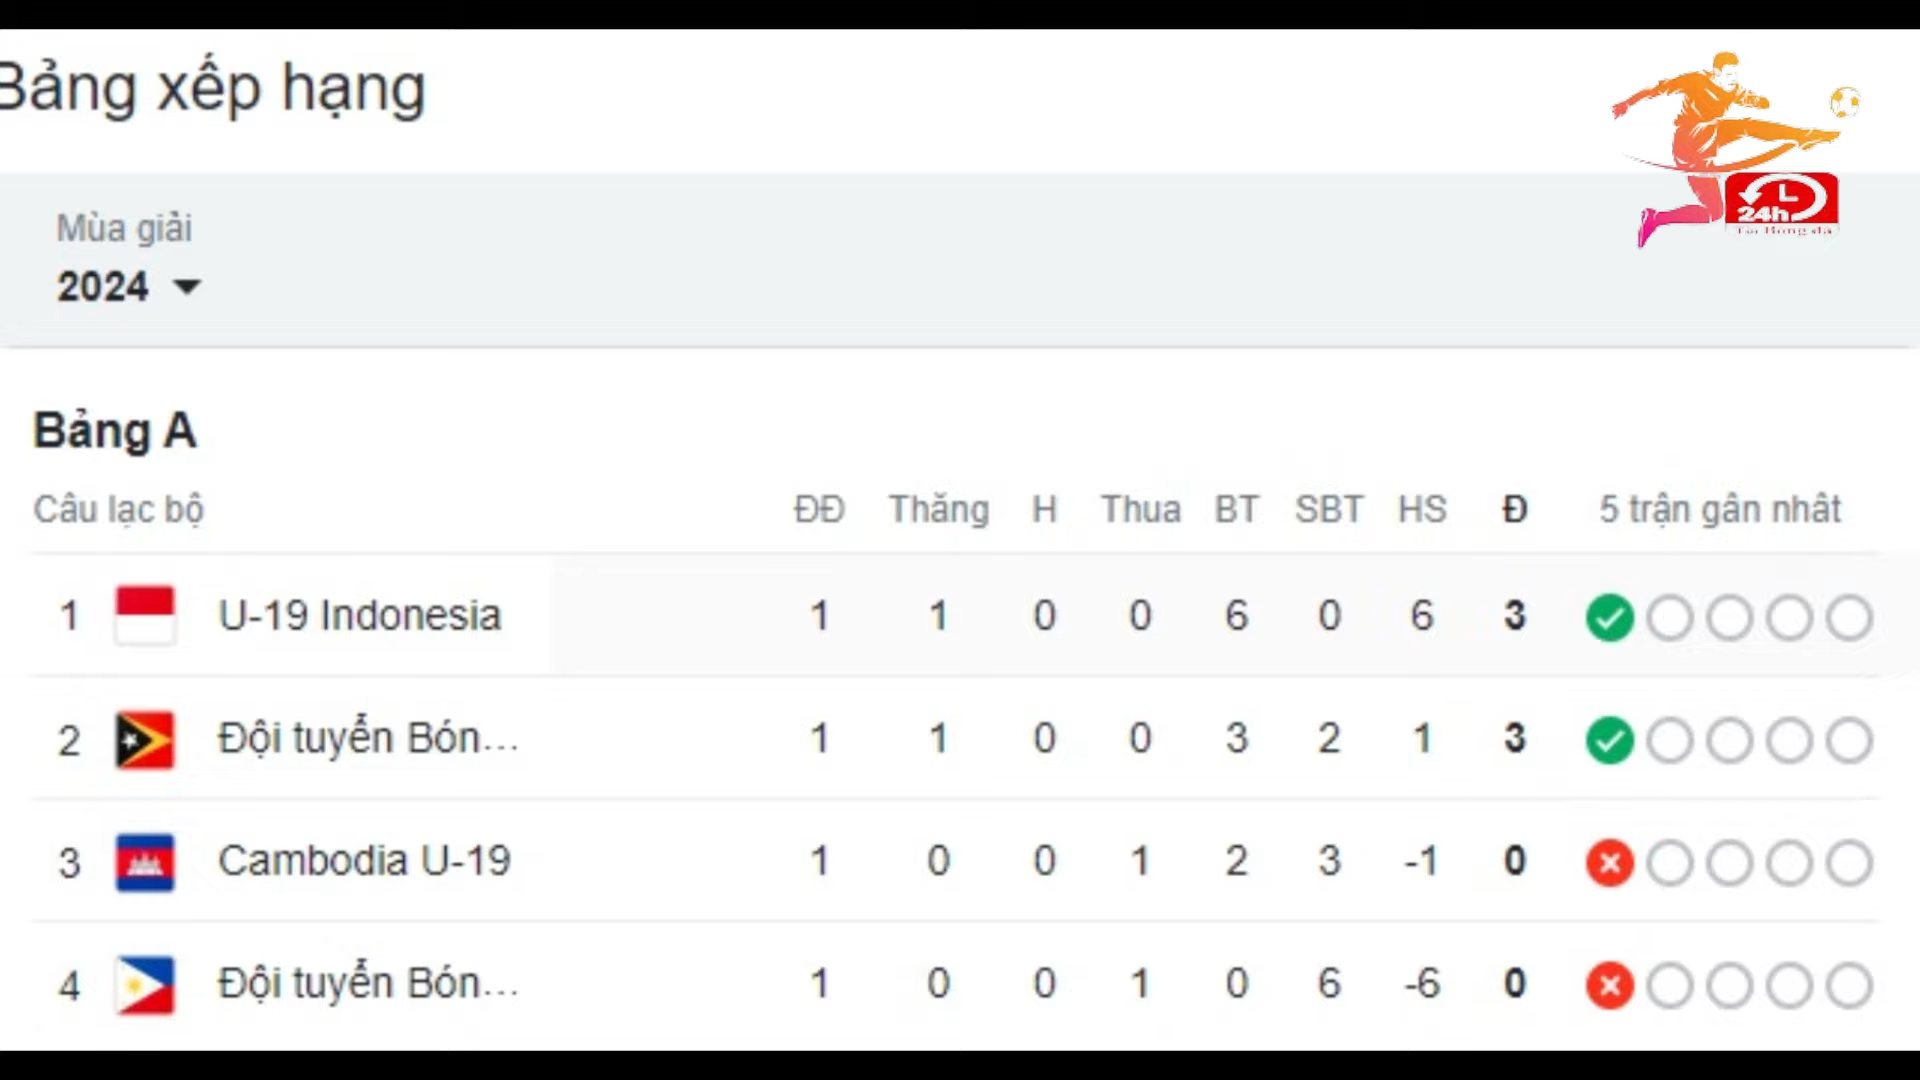 Bảng xếp hạng
24h
Mùa giải
2024
Bảng A
Câu lạc bộ ĐĐ Thắng H Thua BT SBT HS Đ 5 trận gần nhất
1 U-19 Indonesia 1 1 0 0 6 0 6 3
2 Đội tuyển Bón... 1 1 0 0 3 2 1 3
3 Cambodia U-19 1 0 0 1 2 3 -1 0
4 Đội tuyển Bón... 1 0 0 1 0 6 -6 0